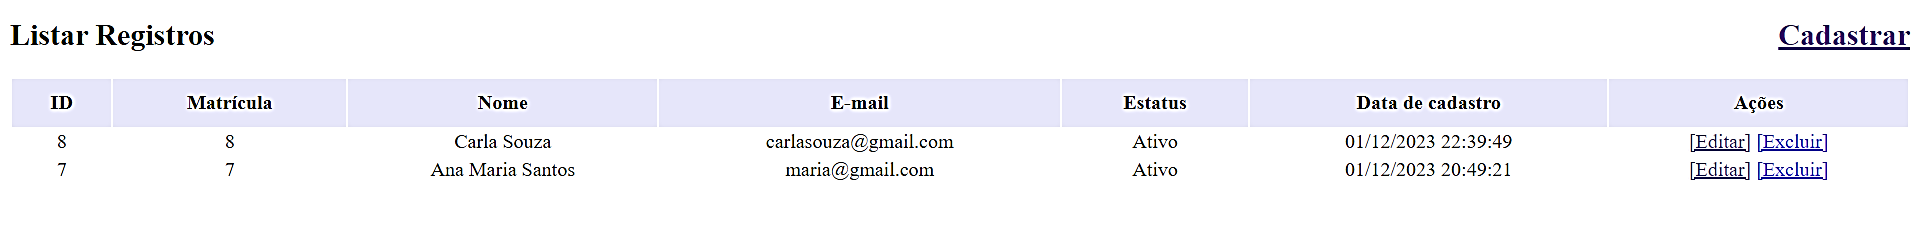 Listar Registros Cadastrar
ID Matrícula Nome E-mail Estatus Data de cadastro Ações
8 8 Carla Souza carlasouza@gmail.com Ativo 01/12/2023 22:39:49 [Editar] [Excluir]
7 7 Ana Maria Santos maria@gmail.com Ativo 01/12/2023 20:49:21 [Editar] [Excluir]